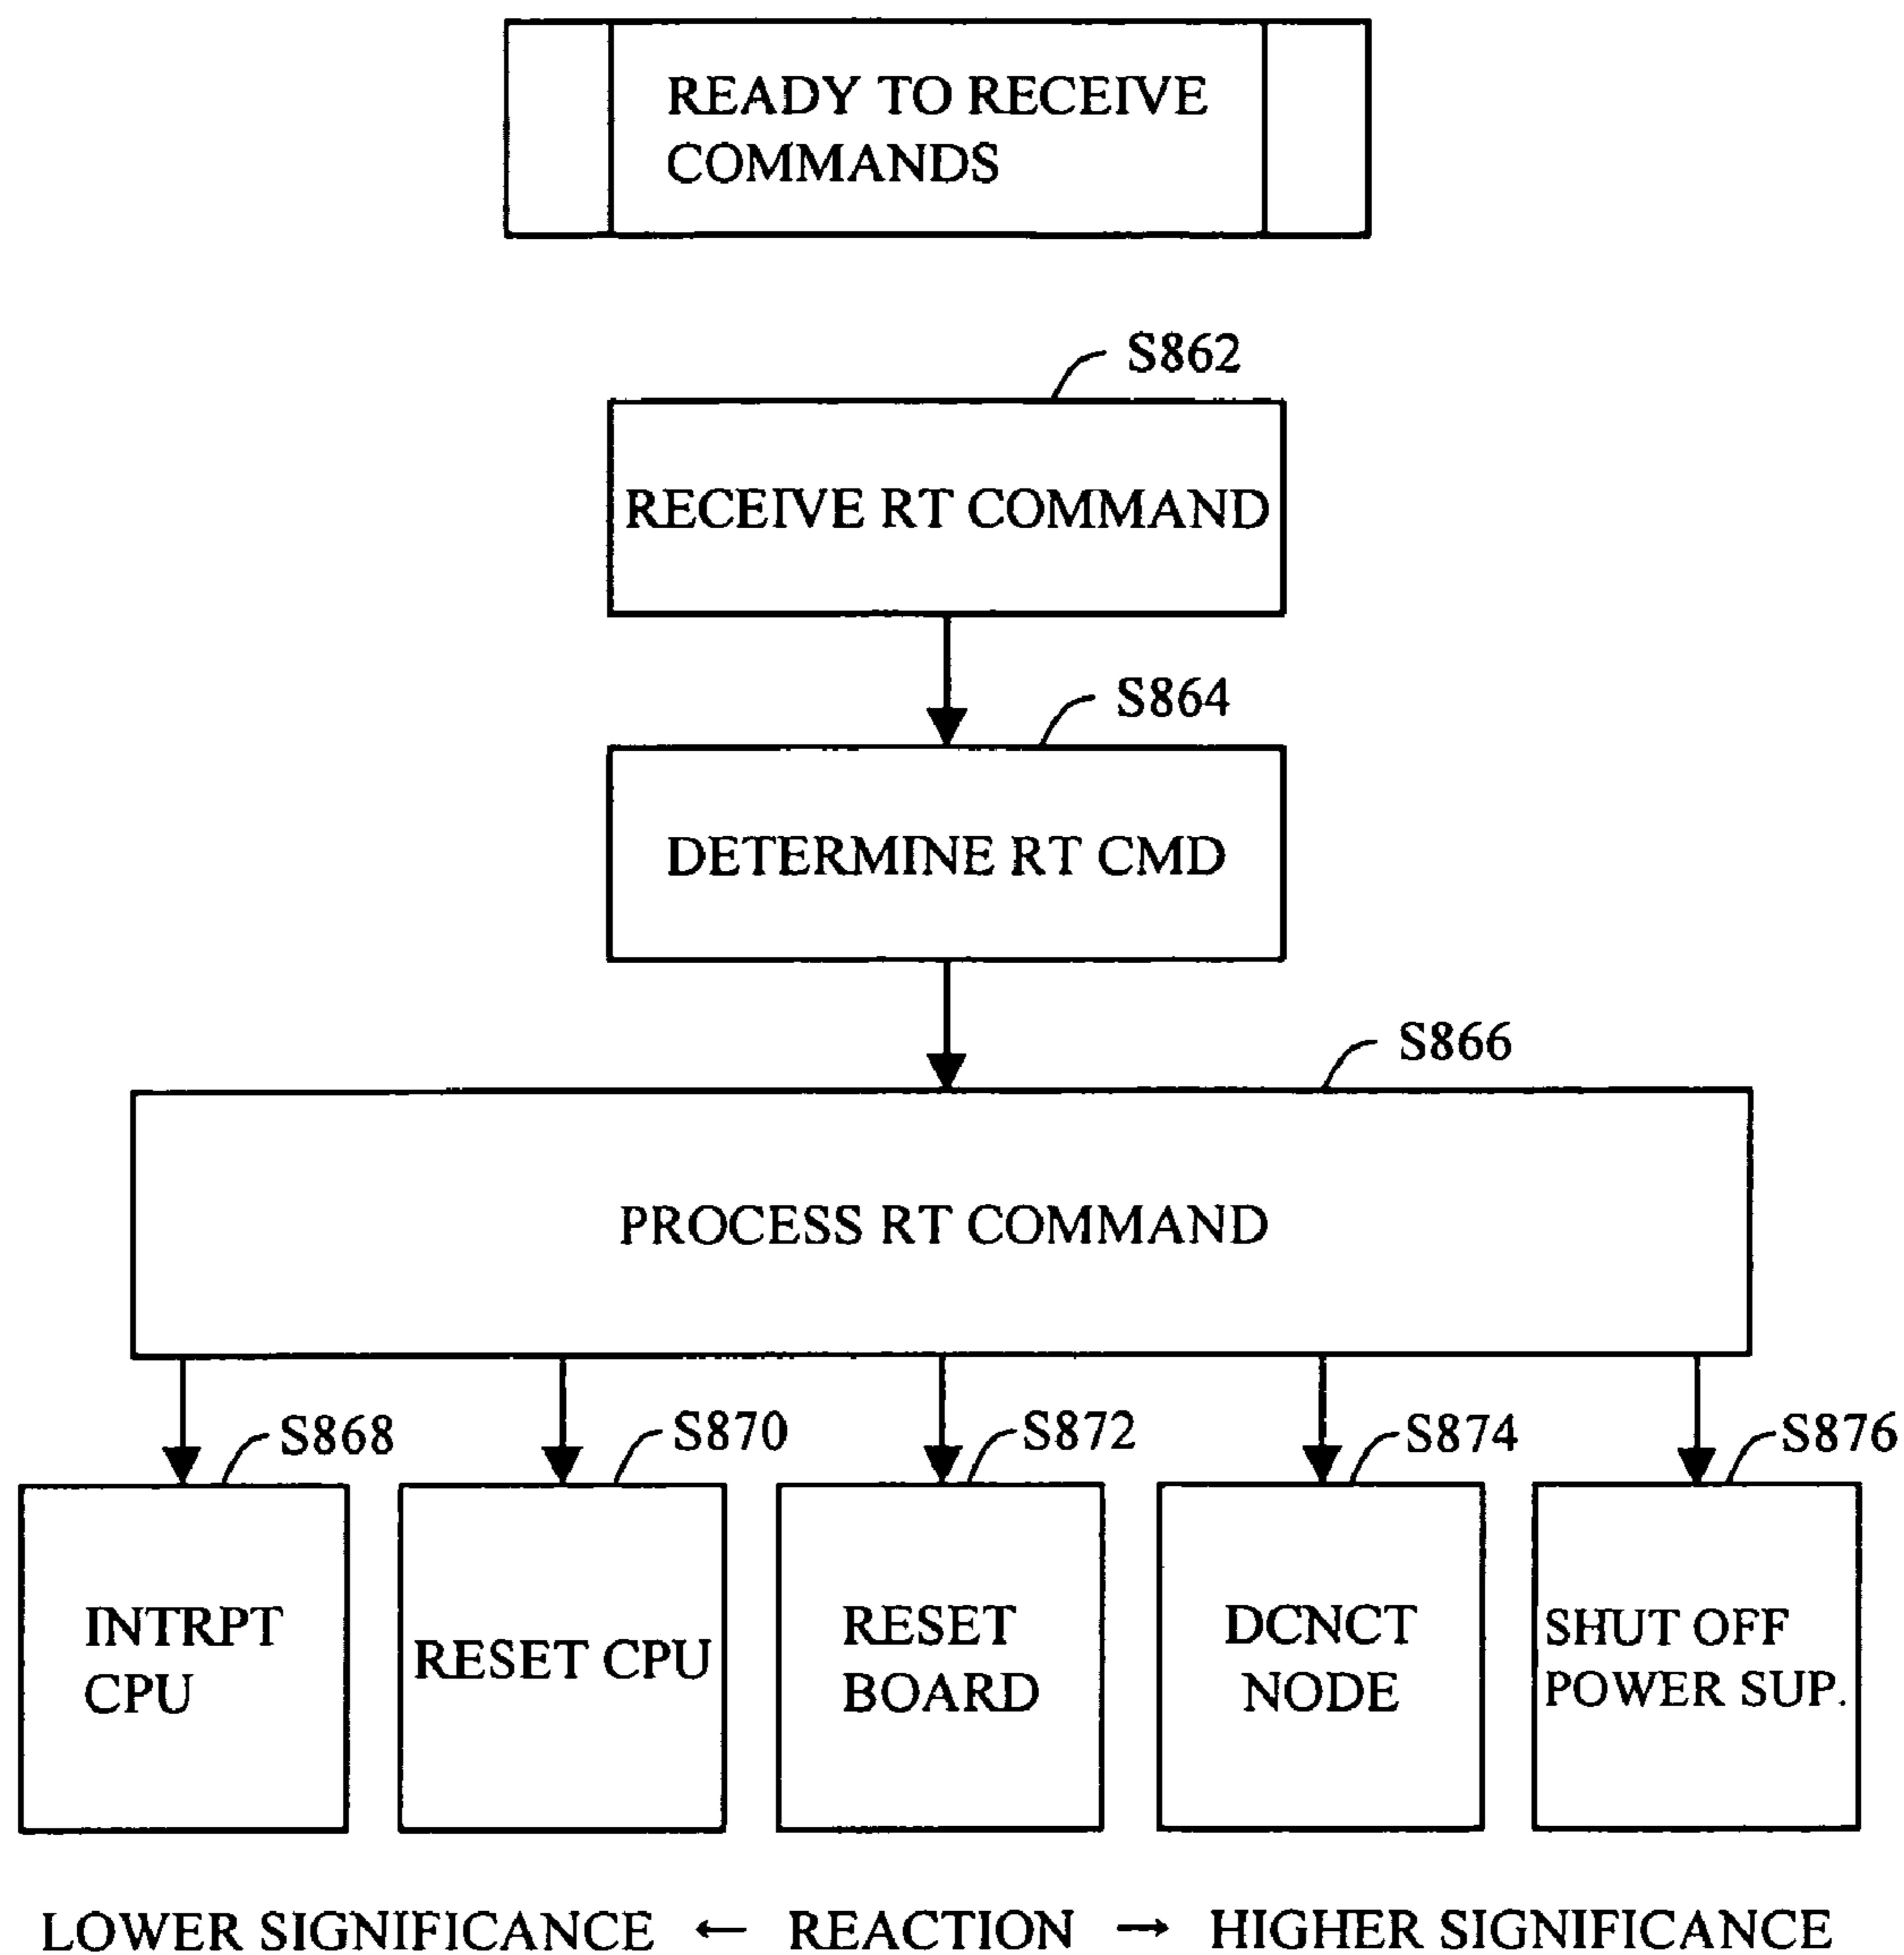 READY TO RECEIVE
COMMANDS
S862
RECEIVE RT COMMAND
S864
DETERMINE RT CMD
S866
PROCESS RT COMMAND
S868
S870
S872
S874
S876
INTRPT
CPU
RESET CPU
RESET
BOARD
DCNCT
NODE
SHUT OFF
POWER SUP.
LOWER SIGNIFICANCE ← REACTION → HIGHER SIGNIFICANCE